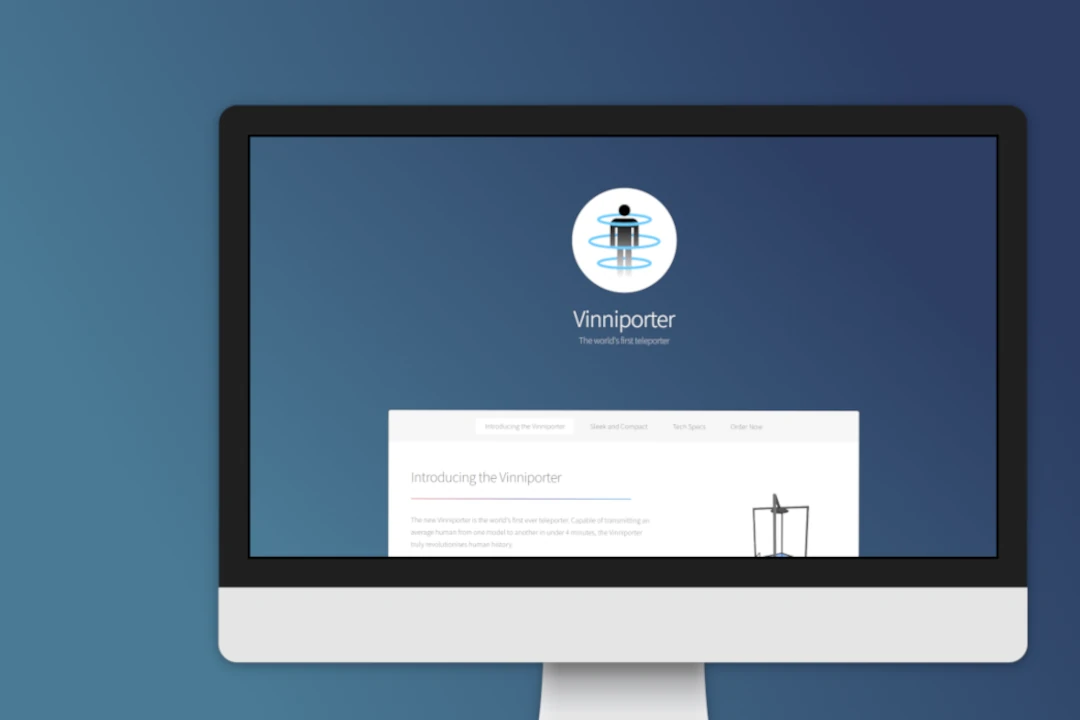 Vinniporter
The world's first teleporter
Introducing the Vinniporter Sleek and Compact Tech Specs Order Now
Introducing the Vinniporter
The new Vinniporter is the world's first ever teleporter. Capable of transmitting an
average human from one model to another in under 4 minutes, the Vinniporter
truly revolutionises human history.